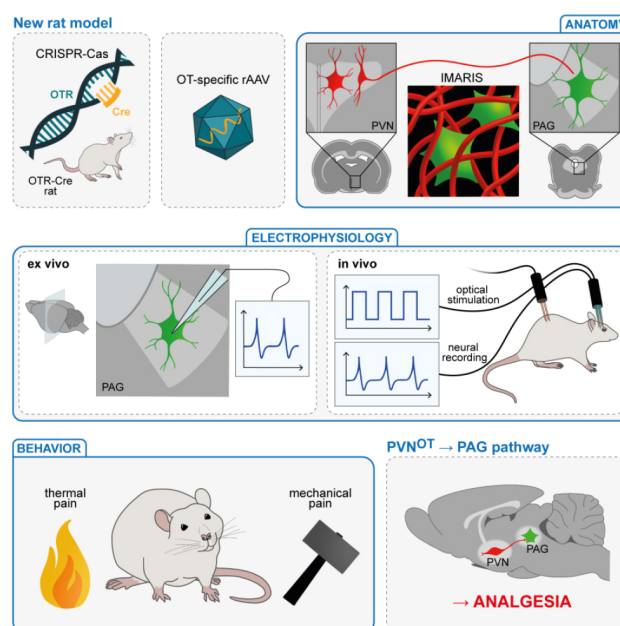 New rat model
CRISPR-Cas
OTR
Cre
OTR-Cre
rat
OT-specific rAAV
ANATOMY
PVN
IMARIS
PAG
ELECTROPHYSIOLOGY
ex vivo
PAG
in vivo
optical
stimulation
neural
recording
BEHAVIOR
thermal
pain
mechanical
pain
PVNᴼᵀ → PAG pathway
PVN
PAG
→ ANALGESIA